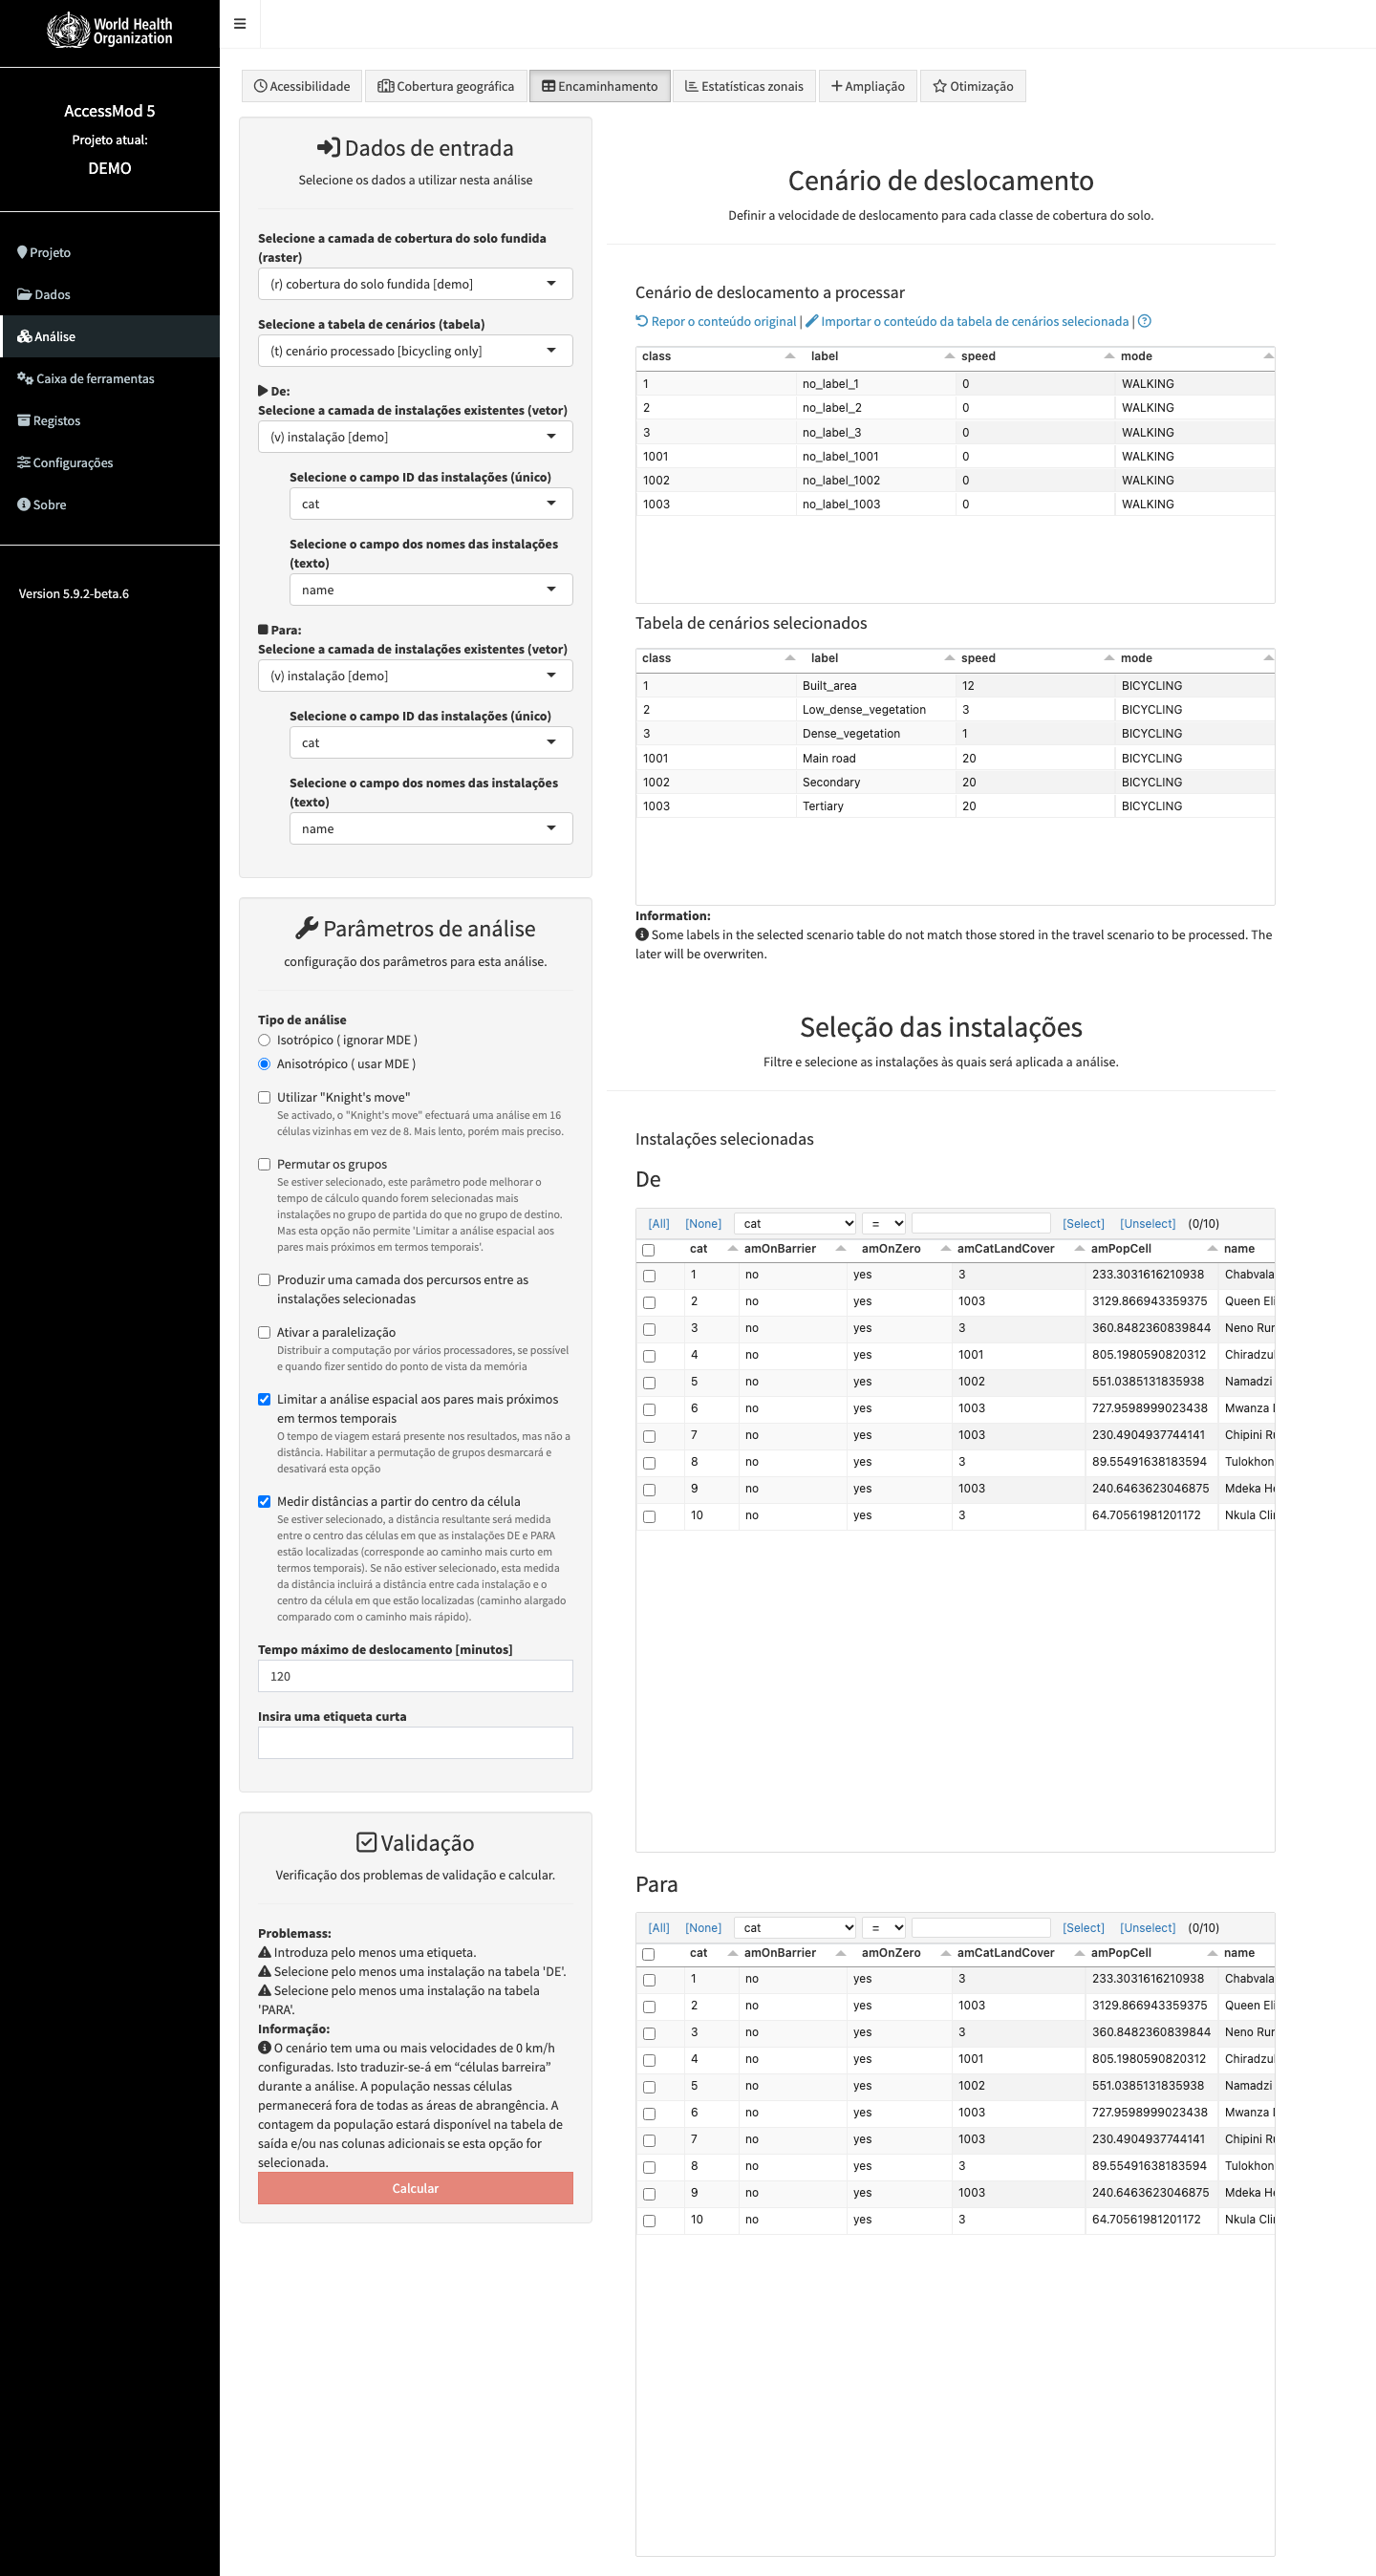 World Health
Organization
AccessMod 5
Projeto atual:
DEMO
Projeto
Dados
Análise
Caixa de ferramentas
Registos
Configurações
Sobre
Version 5.9.2-beta.6
Acessibilidade Cobertura geográfica Encaminhamento Estatísticas zonais Ampliação Otimização
Dados de entrada
Selecione os dados a utilizar nesta análise
Selecione a camada de cobertura do solo fundida
(raster)
(r) cobertura do solo fundida [demo]
Selecione a tabela de cenários (tabela)
(t) cenário processado [bicycling only]
De:
Selecione a camada de instalações existentes (vetor)
(v) instalação [demo]
Selecione o campo ID das instalações (único)
cat
Selecione o campo dos nomes das instalações
(texto)
name
Para:
Selecione a camada de instalações existentes (vetor)
(v) instalação [demo]
Selecione o campo ID das instalações (único)
cat
Selecione o campo dos nomes das instalações
(texto)
name
Parâmetros de análise
configuração dos parâmetros para esta análise.
Tipo de análise
Isotrópico ( ignorar MDE )
Anisotrópico ( usar MDE )
Utilizar "Knight's move"
Se activado, o "Knight's move" efectuará uma análise em 16
células vizinhas em vez de 8. Mais lento, porém mais preciso.
Permutar os grupos
Se estiver selecionado, este parâmetro pode melhorar o
tempo de cálculo quando forem selecionadas mais
instalações no grupo de partida do que no grupo de destino.
Mas esta opção não permite 'Limitar a análise espacial aos
pares mais próximos em termos temporais'.
Produzir uma camada dos percursos entre as
instalações selecionadas
Ativar a paralelização
Distribuir a computação por vários processadores, se possível
e quando fizer sentido do ponto de vista da memória
Limitar a análise espacial aos pares mais próximos
em termos temporais
O tempo de viagem estará presente nos resultados, mas não a
distância. Habilitar a permutação de grupos desmarcará e
desativará esta opção
Medir distâncias a partir do centro da célula
Se estiver selecionado, a distância resultante será medida
entre o centro das células em que as instalações DE e PARA
estão localizadas (corresponde ao caminho mais curto em
termos temporais). Se não estiver selecionado, esta medida
da distância incluirá a distância entre cada instalação e o
centro da célula em que estão localizadas (caminho alargado
comparado com o caminho mais rápido).
Tempo máximo de deslocamento [minutos]
120
Insira uma etiqueta curta
Validação
Verificação dos problemas de validação e calcular.
Problemass:
Introduza pelo menos uma etiqueta.
Selecione pelo menos uma instalação na tabela 'DE'.
Selecione pelo menos uma instalação na tabela
'PARA'.
Informação:
O cenário tem uma ou mais velocidades de 0 km/h
configuradas. Isto traduzir-se-á em “células barreira”
durante a análise. A população nessas células
permanecerá fora de todas as áreas de abrangência. A
contagem da população estará disponível na tabela de
saída e/ou nas colunas adicionais se esta opção for
selecionada.
Calcular
Cenário de deslocamento
Definir a velocidade de deslocamento para cada classe de cobertura do solo.
Cenário de deslocamento a processar
Repor o conteúdo original | Importar o conteúdo da tabela de cenários selecionada |
class label speed mode
1 no_label_1 0 WALKING
2 no_label_2 0 WALKING
3 no_label_3 0 WALKING
1001 no_label_1001 0 WALKING
1002 no_label_1002 0 WALKING
1003 no_label_1003 0 WALKING
Tabela de cenários selecionados
class label speed mode
1 Built_area 12 BICYCLING
2 Low_dense_vegetation 3 BICYCLING
3 Dense_vegetation 1 BICYCLING
1001 Main road 20 BICYCLING
1002 Secondary 20 BICYCLING
1003 Tertiary 20 BICYCLING
Information:
Some labels in the selected scenario table do not match those stored in the travel scenario to be processed. The
later will be overwriten.
Seleção das instalações
Filtre e selecione as instalações às quais será aplicada a análise.
Instalações selecionadas
De
[All] [None] cat = [Select] [Unselect] (0/10)
cat amOnBarrier amOnZero amCatLandCover amPopCell name
1 no yes 3 233.3031616210938 Chabvala
2 no yes 1003 3129.866943359375 Queen Eli
3 no yes 3 360.8482360839844 Neno Rur
4 no yes 1001 805.1980590820312 Chiradzul
5 no yes 1002 551.0385131835938 Namadzi
6 no yes 1003 727.9598999023438 Mwanza
7 no yes 1003 230.4904937744141 Chipini Ru
8 no yes 3 89.55491638183594 Tulokhon
9 no yes 1003 240.6463623046875 Mdeka He
10 no yes 3 64.70561981201172 Nkula Clin
Para
[All] [None] cat = [Select] [Unselect] (0/10)
cat amOnBarrier amOnZero amCatLandCover amPopCell name
1 no yes 3 233.3031616210938 Chabvala
2 no yes 1003 3129.866943359375 Queen Eli
3 no yes 3 360.8482360839844 Neno Rur
4 no yes 1001 805.1980590820312 Chiradzul
5 no yes 1002 551.0385131835938 Namadzi
6 no yes 1003 727.9598999023438 Mwanza
7 no yes 1003 230.4904937744141 Chipini Ru
8 no yes 3 89.55491638183594 Tulokhon
9 no yes 1003 240.6463623046875 Mdeka He
10 no yes 3 64.70561981201172 Nkula Clin